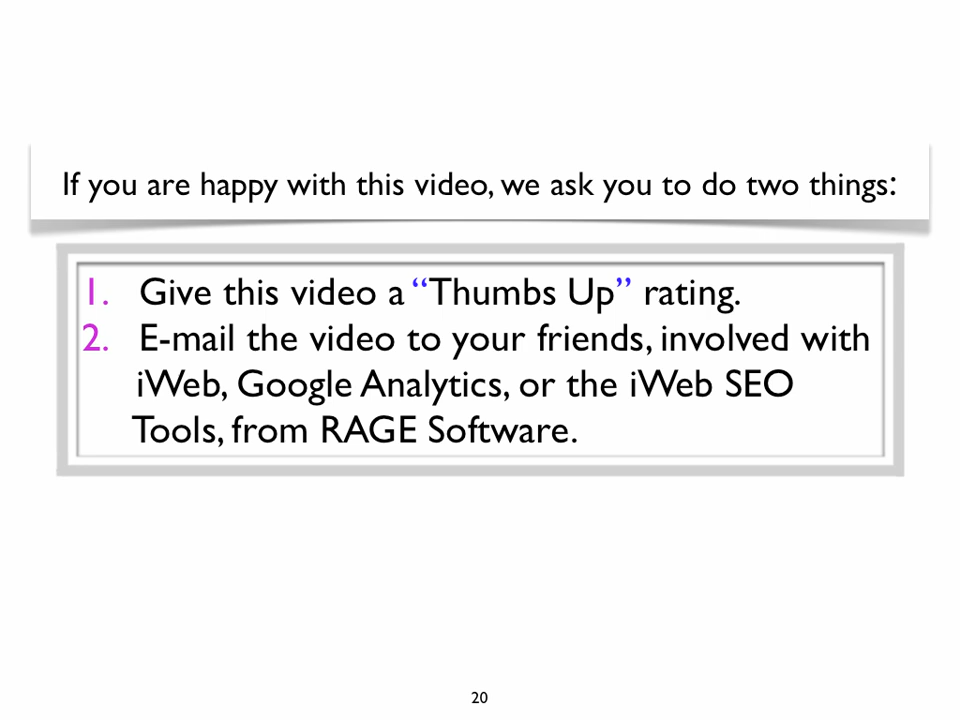 If you are happy with this video, we ask you to do two things:
1. Give this video a “Thumbs Up” rating.
2. E-mail the video to your friends, involved with
iWeb, Google Analytics, or the iWeb SEO
Tools, from RAGE Software.
20